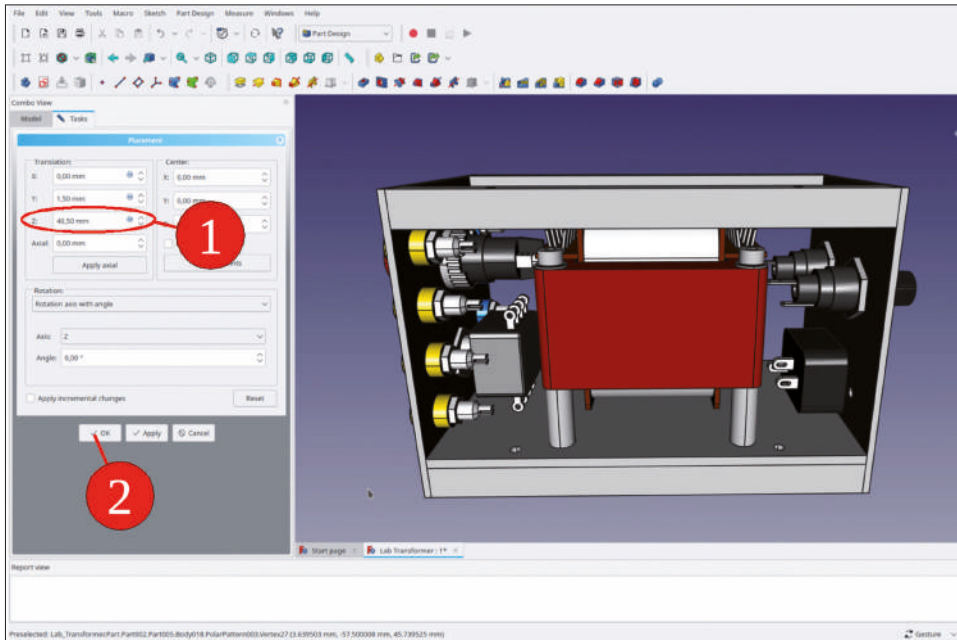 File Edit View Tools Macro Sketch Part Design Measure Windows Help
Part Design
Combo View
Model Tasks
Placement
Translation: Center:
X: 0,00 mm X: 0,00 mm
Y: 1,50 mm Y: 0,00 mm
Z: 40,50 mm
1
Axial: 0,00 mm
Apply axial
Rotation:
Rotation axis with angle
Axis: Z
Angle: 0,00 °
Apply incremental changes Reset
OK Apply Cancel
2
Start page Lab Transformer : 1*
Report view
Preselected: Lab_Transformer.Part.Part002.Part005.Body018.PolarPattern003.Vertex27 (3.639503 mm, -57.500008 mm, 45.739525 mm) Gesture